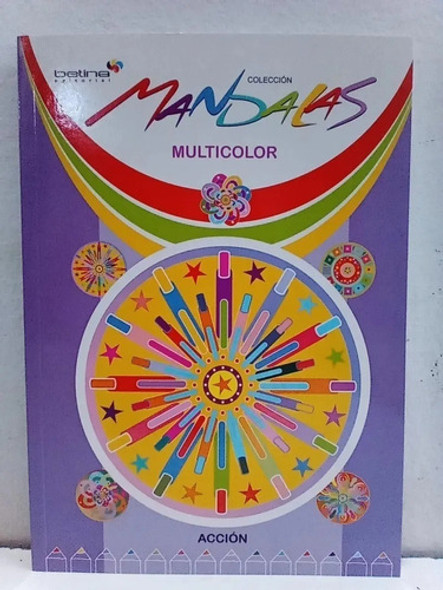 betina
editorial
COLECCIÓN
MANDALAS
MULTICOLOR
ACCIÓN